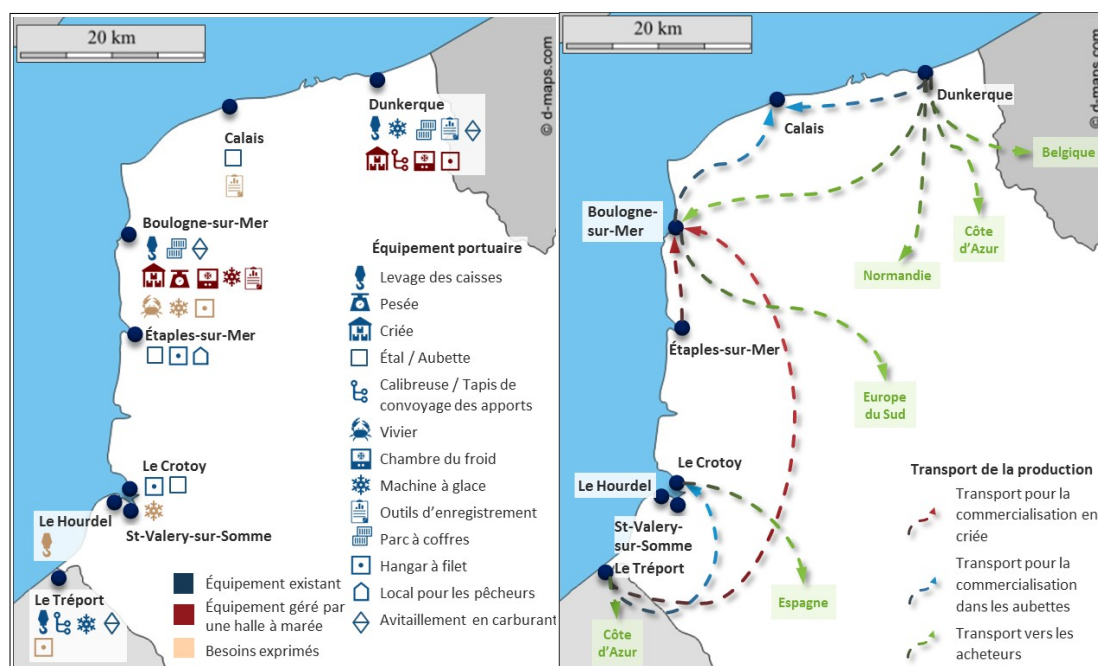 20 km
© d-maps.com
Dunkerque
Calais
Boulogne-sur-Mer
Étaples-sur-Mer
Le Crotoy
Le Hourdel
St-Valery-sur-Somme
Le Tréport
Équipement portuaire
Levage des caisses
Pesée
Criée
Étal / Aubette
Calibreuse / Tapis de
convoyage des apports
Vivier
Chambre du froid
Machine à glace
Outils d'enregistrement
Parc à coffres
Hangar à filet
Local pour les pêcheurs
Avitaillement en carburant
Équipement existant
Équipement géré par
une halle à marée
Besoins exprimés
20 km
© d-maps.com
Dunkerque
Calais
Belgique
Boulogne-
sur-Mer
Côte
d'Azur
Normandie
Étaples-sur-Mer
Europe
du Sud
Le Crotoy
Le Hourdel
St-Valery-
sur-Somme
Le Tréport
Espagne
Côte
d'Azur
Transport de la production
Transport pour la
commercialisation en
criée
Transport pour la
commercialisation
dans les aubettes
Transport vers les
acheteurs